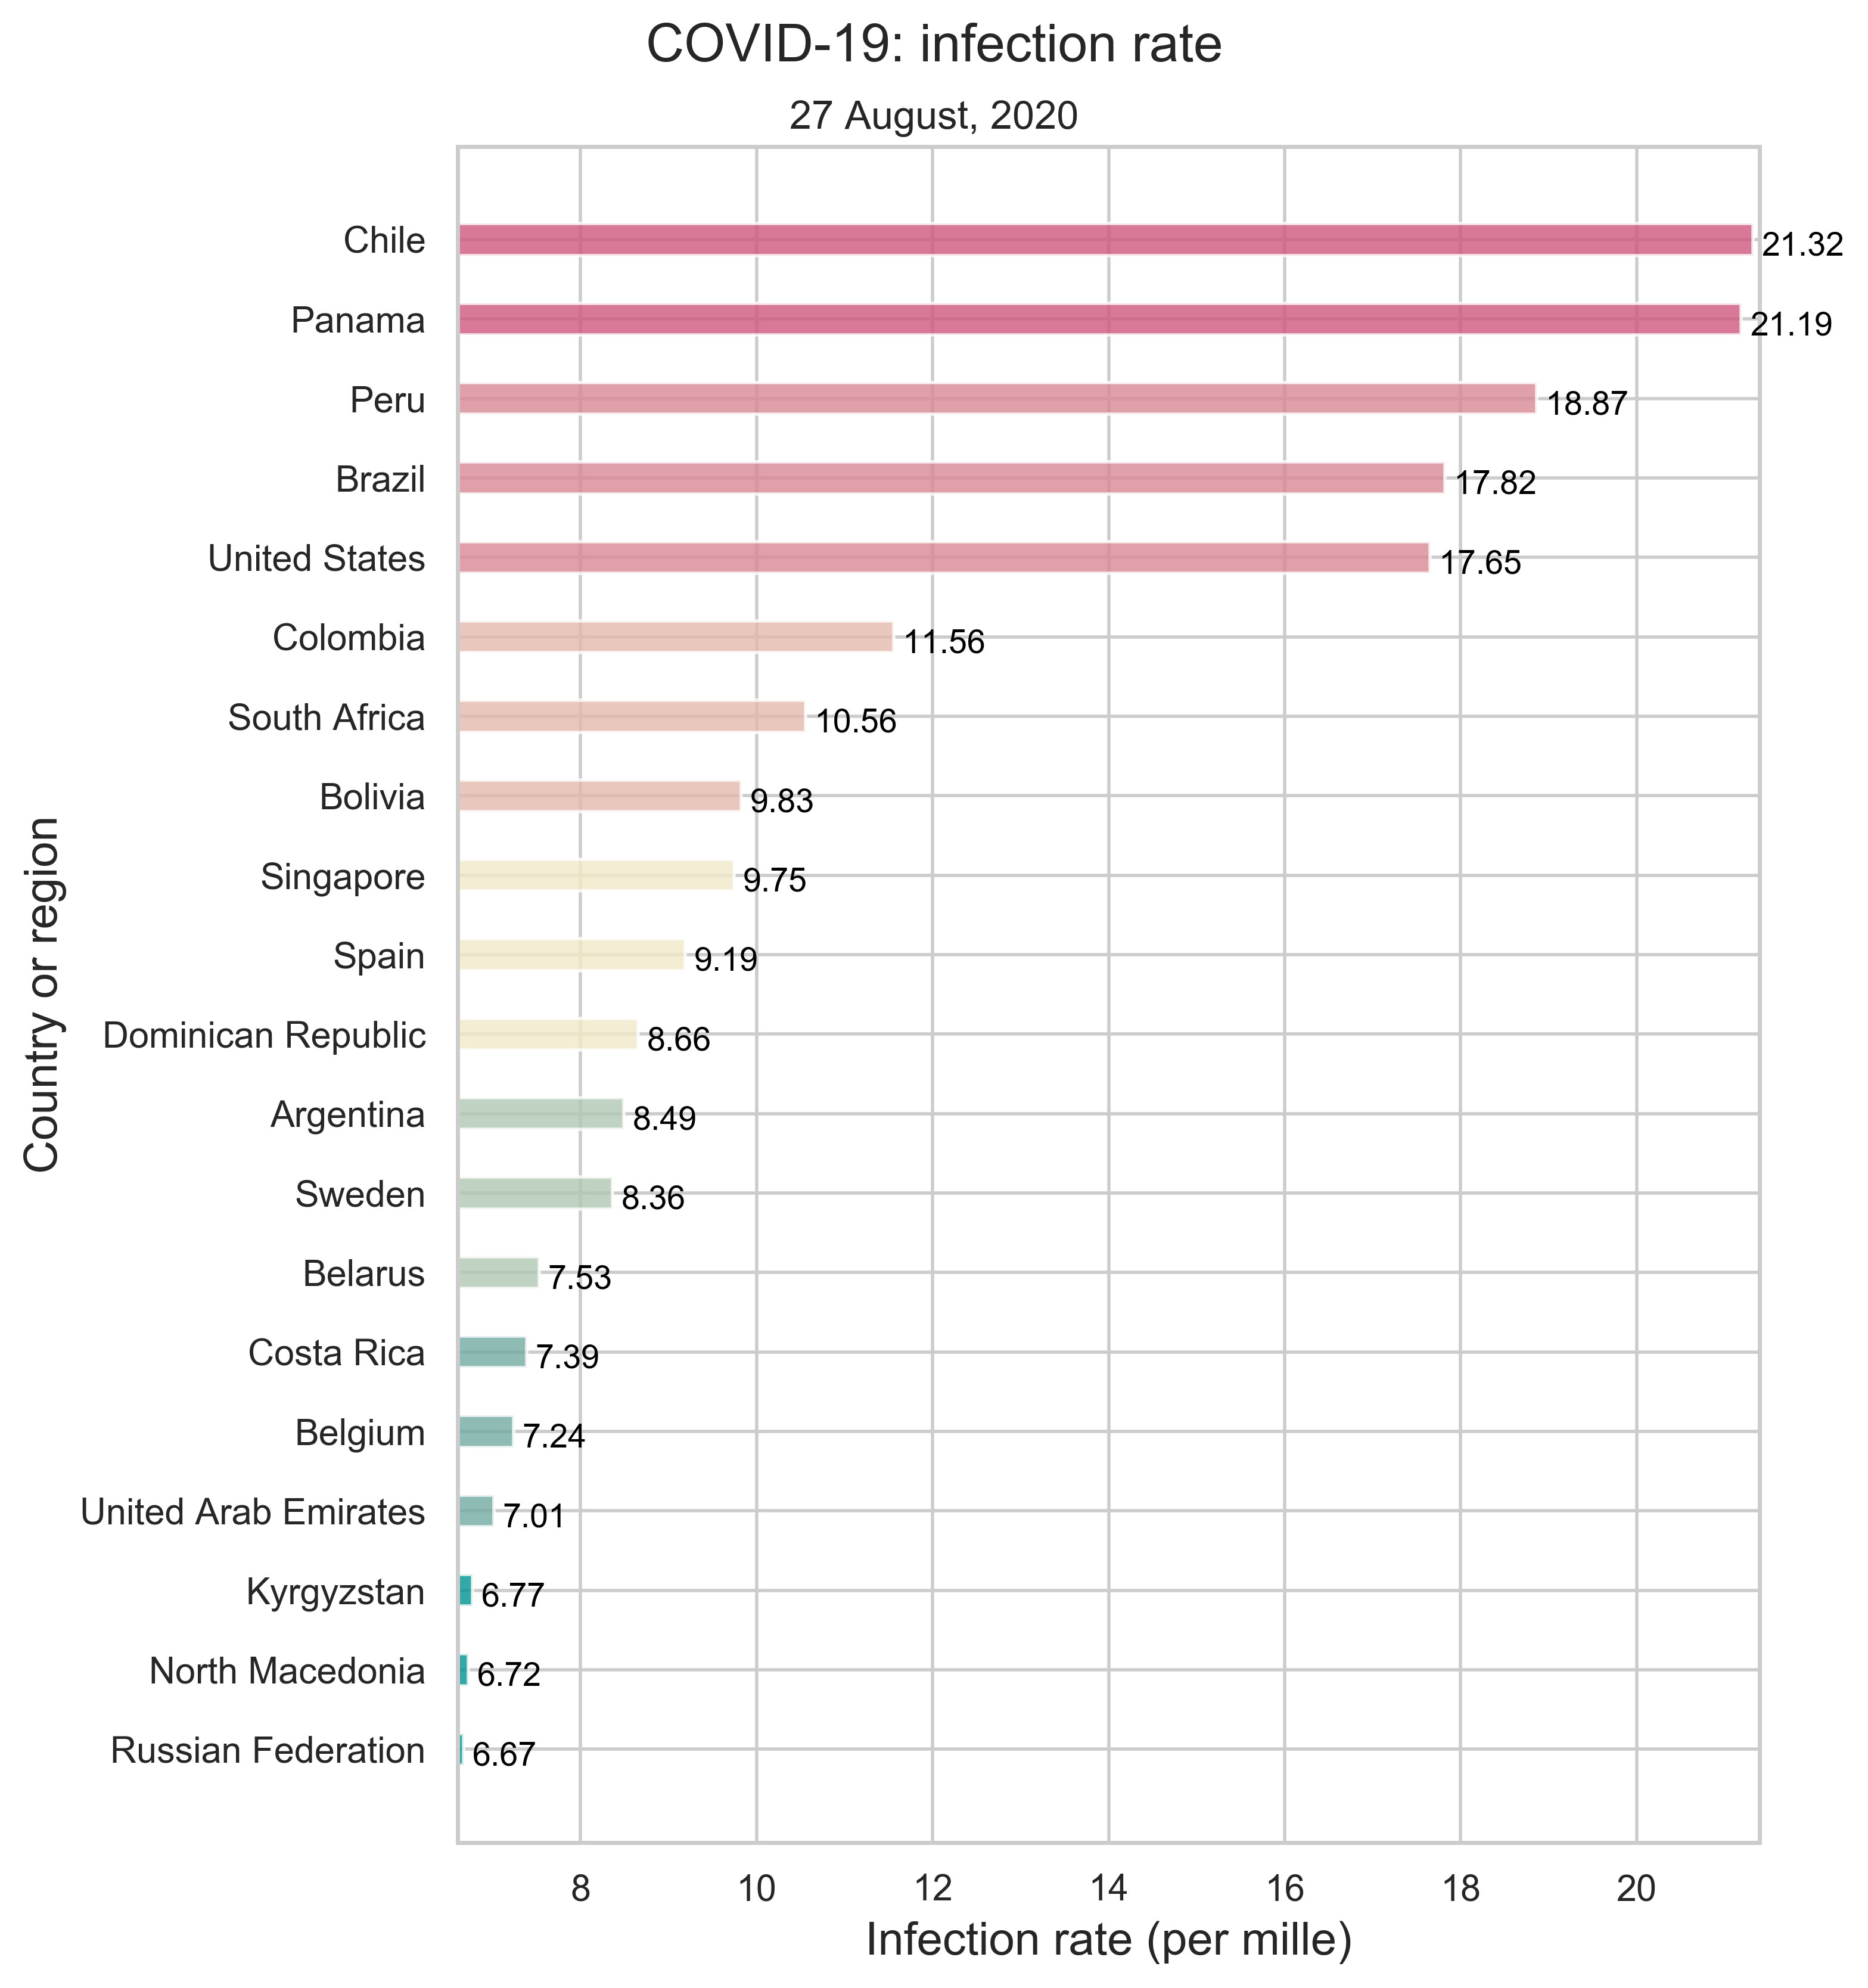 COVID-19: infection rate
27 August, 2020
Chile 21.32
Panama 21.19
Peru 18.87
Brazil 17.82
United States 17.65
Colombia 11.56
South Africa 10.56
Bolivia 9.83
Singapore 9.75
Spain 9.19
Dominican Republic 8.66
Argentina 8.49
Sweden 8.36
Belarus 7.53
Costa Rica 7.39
Belgium 7.24
United Arab Emirates 7.01
Kyrgyzstan 6.77
North Macedonia 6.72
Russian Federation 6.67
Country or region
8 10 12 14 16 18 20
Infection rate (per mille)